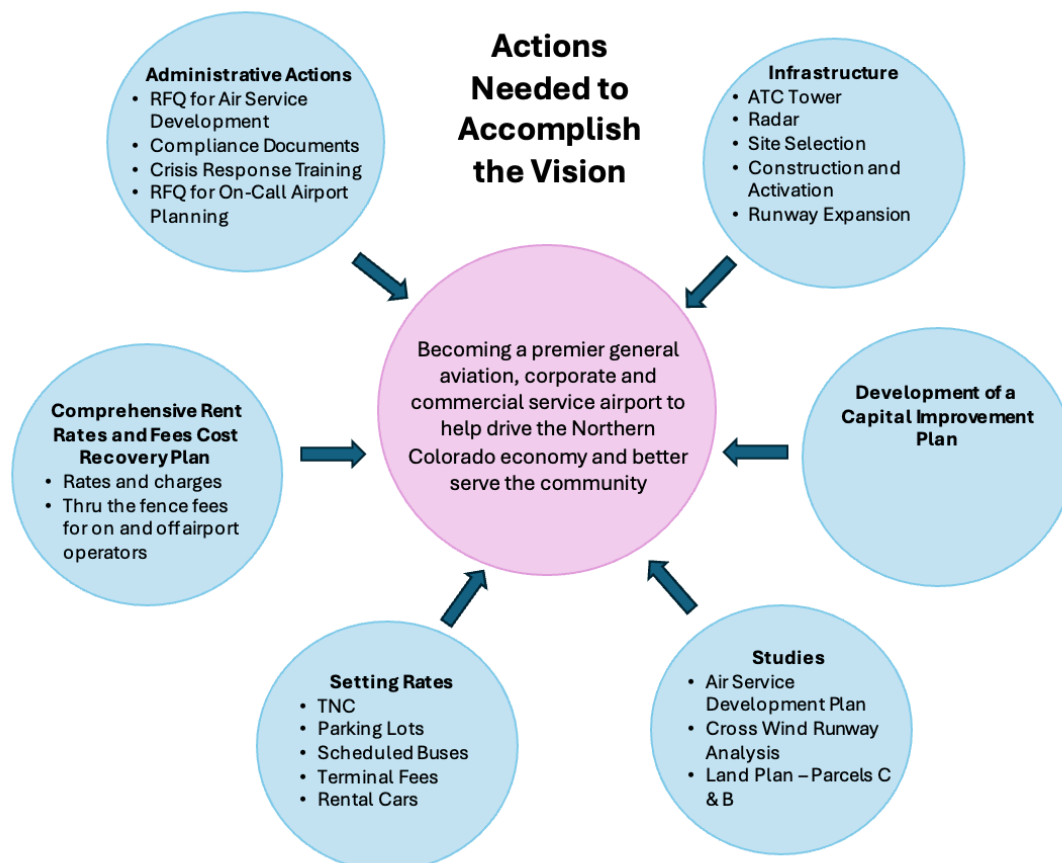 Actions
Needed to
Accomplish
the Vision
Administrative Actions
• RFQ for Air Service
Development
• Compliance Documents
• Crisis Response Training
• RFQ for On-Call Airport
Planning
Infrastructure
• ATC Tower
• Radar
• Site Selection
• Construction and
Activation
• Runway Expansion
Becoming a premier general
aviation, corporate and
commercial service airport to
help drive the Northern
Colorado economy and better
serve the community
Comprehensive Rent
Rates and Fees Cost
Recovery Plan
• Rates and charges
• Thru the fence fees
for on and off airport
operators
Development of a
Capital Improvement
Plan
Setting Rates
• TNC
• Parking Lots
• Scheduled Buses
• Terminal Fees
• Rental Cars
Studies
• Air Service
Development Plan
• Cross Wind Runway
Analysis
• Land Plan – Parcels C
& B